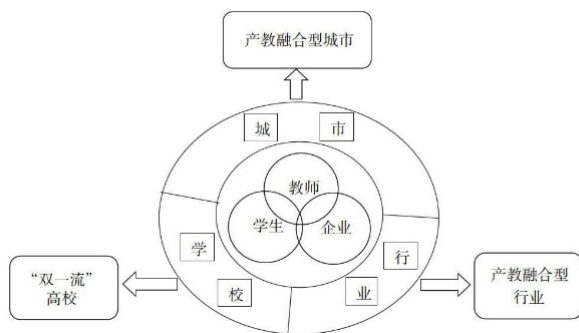 产教融合型城市
城 市
教师
学生 企业
学 校
行 业
“双一流”
高校
产教融合型
行业